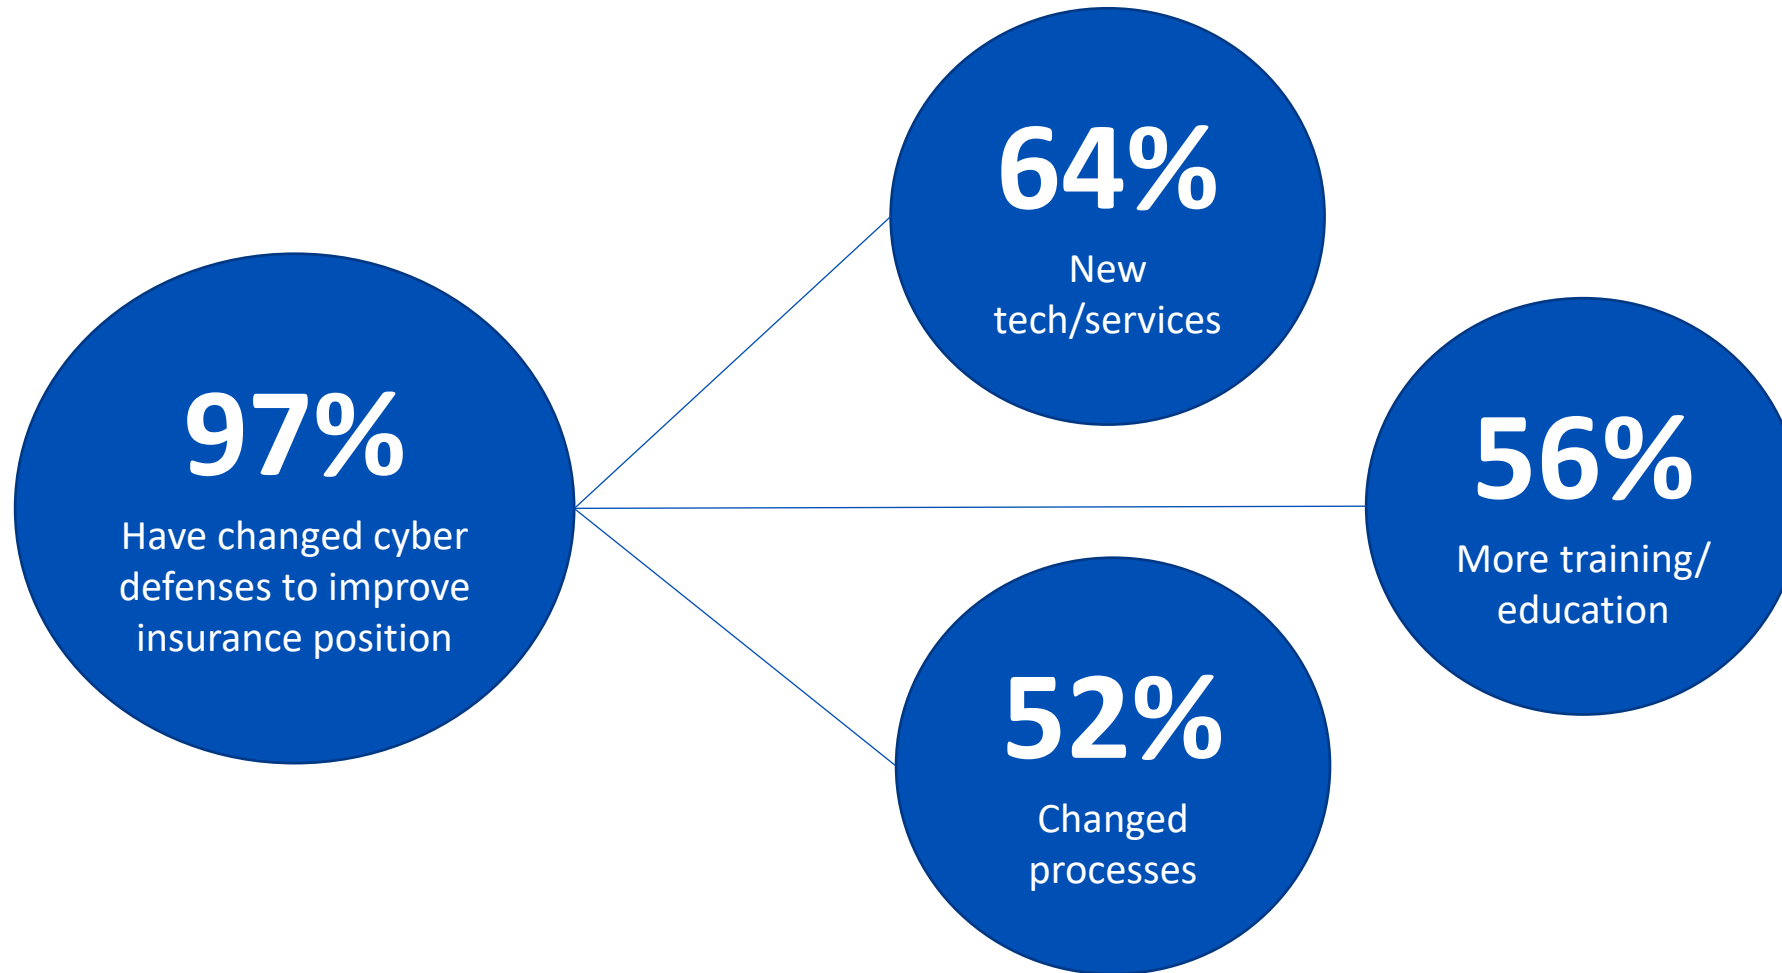 97%
Have changed cyber
defenses to improve
insurance position
64%
New
tech/services
56%
More training/
education
52%
Changed
processes